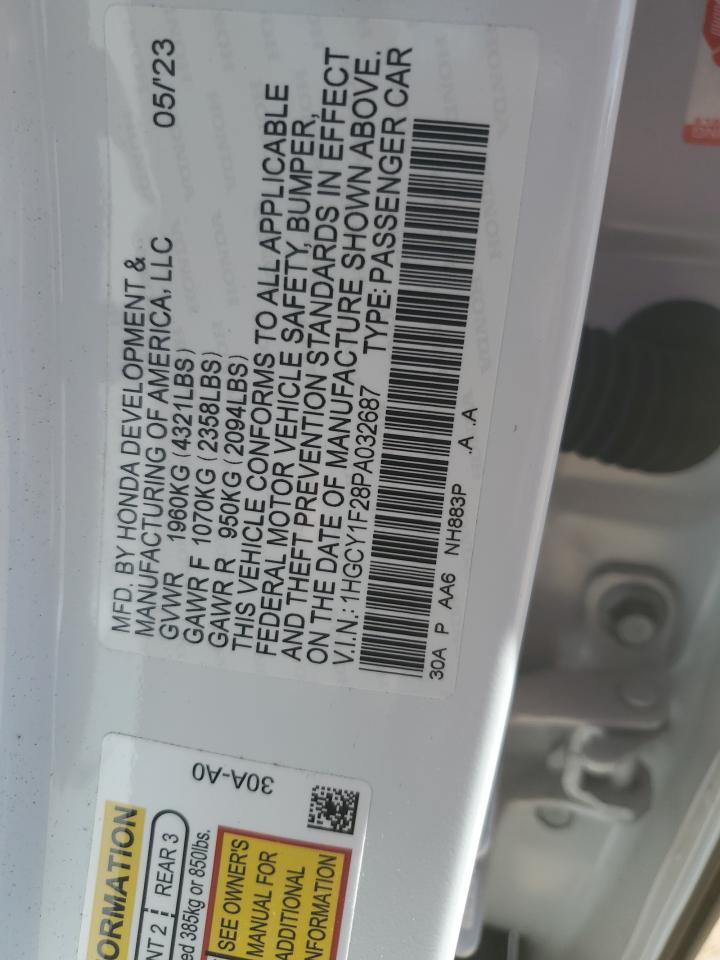 MFD. BY HONDA DEVELOPMENT &
MANUFACTURING OF AMERICA, LLC 05/'23
GVWR 1960KG (4321LBS)
GAWR F 1070KG (2358LBS)
GAWR R 950KG (2094LBS)
THIS VEHICLE CONFORMS TO ALL APPLICABLE
FEDERAL MOTOR VEHICLE SAFETY, BUMPER,
AND THEFT PREVENTION STANDARDS IN EFFECT
ON THE DATE OF MANUFACTURE SHOWN ABOVE.
V.I.N.: 1HGCY1F28PA032687 TYPE: PASSENGER CAR
30A P AA6 NH883P .A .A
30A-A0
ORMATION
NT 2 REAR 3
ed 385kg or 850lbs.
SEE OWNER'S
MANUAL FOR
ADDITIONAL
NFORMATION